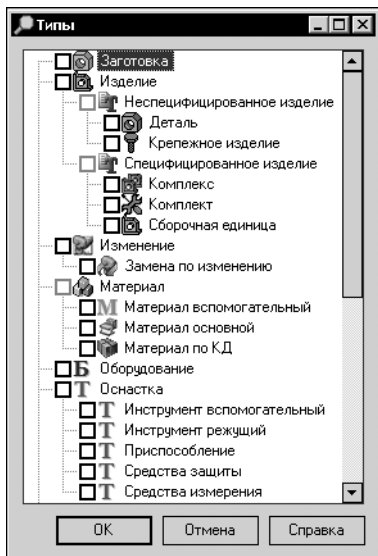 Типы
Заготовка
Изделие
Неспецифицированное изделие
Деталь
Крепежное изделие
Специфицированное изделие
Комплекс
Комплект
Сборочная единица
Изменение
Замена по изменению
Материал
М Материал вспомогательный
Материал основной
Материал по КД
Б Оборудование
Т Оснастка
Т Инструмент вспомогательный
Т Инструмент режущий
Т Приспособление
Т Средства защиты
Т Средства измерения
ОК Отмена Справка